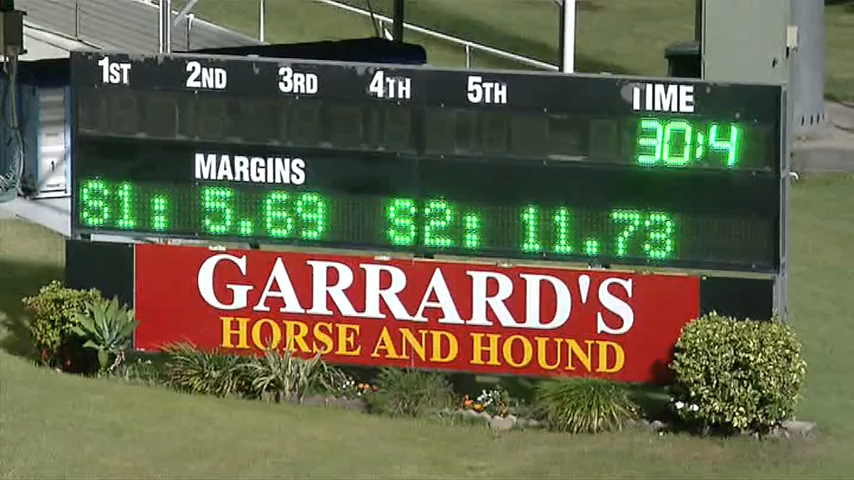 1ST 2ND 3RD 4TH 5TH TIME
30:4
MARGINS
S1: 5.69 S2: 11.73
GARRARD'S
HORSE AND HOUND